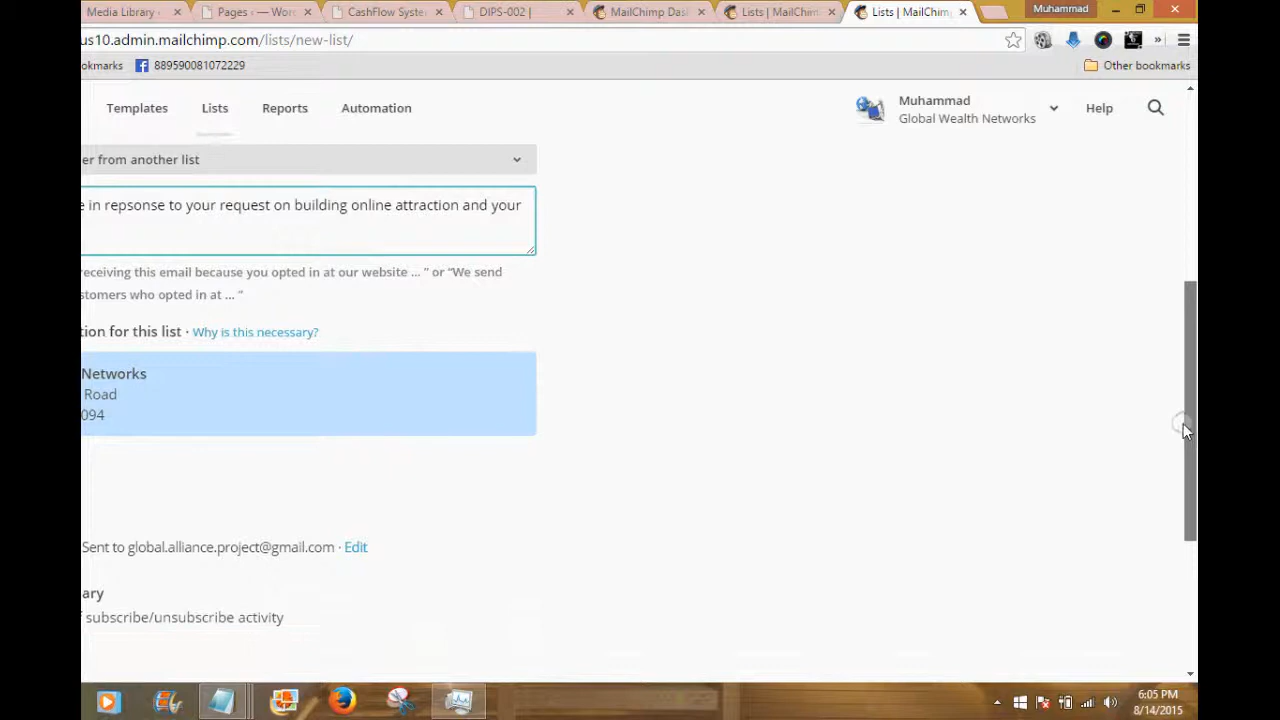 Media Library
Pages ‹ — Word
CashFlow Syste
DIPS-002 |
MailChimp Das
Lists | MailChim
Lists | MailChimp
Muhammad
us10.admin.mailchimp.com/lists/new-list/
okmarks
889590081072229
Other bookmarks
Templates
Lists
Reports
Automation
Muhammad
Global Wealth Networks
Help
er from another list
e in repsonse to your request on building online attraction and your
receiving this email because you opted in at our website ... ” or “We send
stomers who opted in at ... ”
tion for this list · Why is this necessary?
Networks
Road
094
Sent to global.alliance.project@gmail.com · Edit
ary
subscribe/unsubscribe activity
6:05 PM
8/14/2015